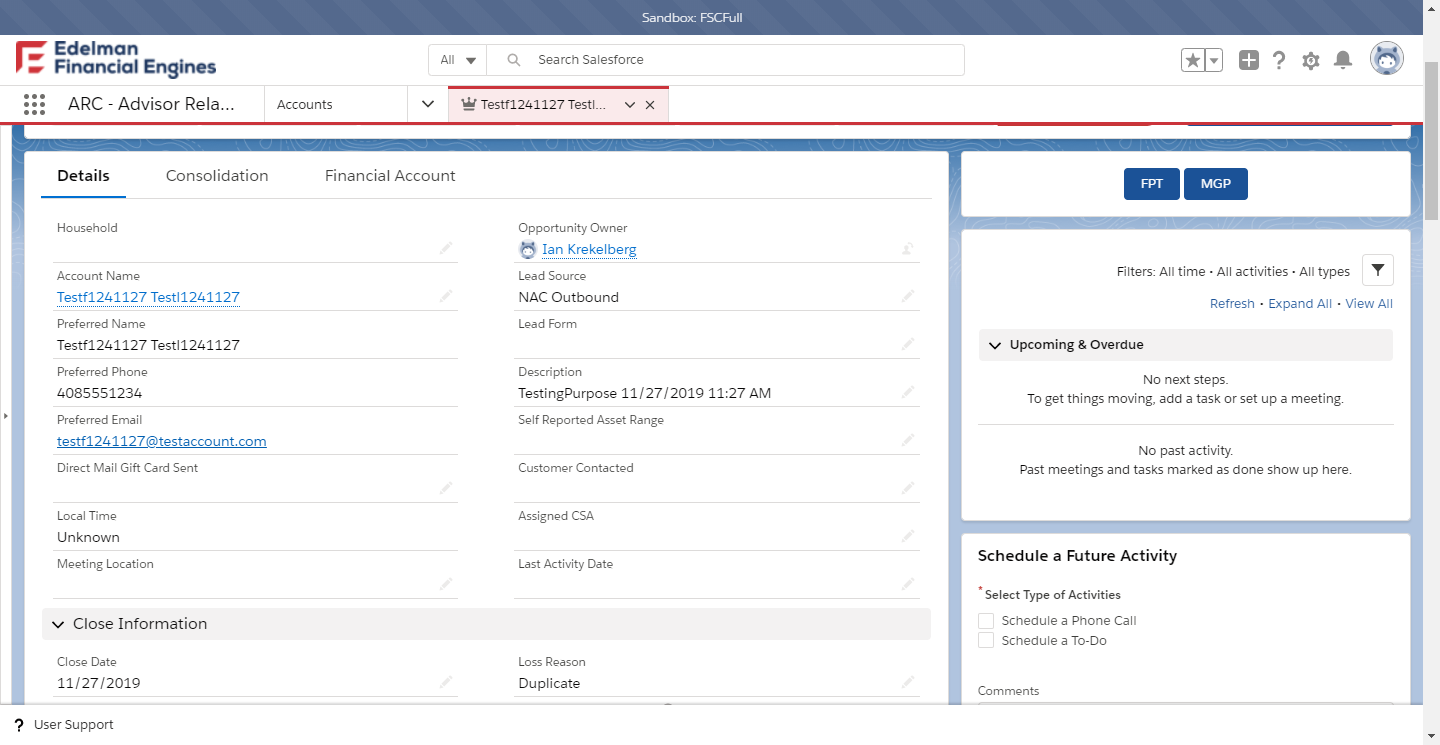 Sandbox: FSCFull
Edelman
Financial Engines
All
Search Salesforce
ARC - Advisor Rela...
Accounts
Testf1241127 Testl...
Details
Consolidation
Financial Account
Household
Opportunity Owner
Ian Krekelberg
Account Name
Testf1241127 Testl1241127
Lead Source
NAC Outbound
Preferred Name
Testf1241127 Testl1241127
Lead Form
Preferred Phone
4085551234
Description
TestingPurpose 11/27/2019 11:27 AM
Preferred Email
testf1241127@testaccount.com
Self Reported Asset Range
Direct Mail Gift Card Sent
Customer Contacted
Local Time
Unknown
Assigned CSA
Meeting Location
Last Activity Date
Close Information
Close Date
11/27/2019
Loss Reason
Duplicate
FPT
MGP
Filters: All time • All activities • All types
Refresh • Expand All • View All
Upcoming & Overdue
No next steps.
To get things moving, add a task or set up a meeting.
No past activity.
Past meetings and tasks marked as done show up here.
Schedule a Future Activity
* Select Type of Activities
Schedule a Phone Call
Schedule a To-Do
Comments
? User Support